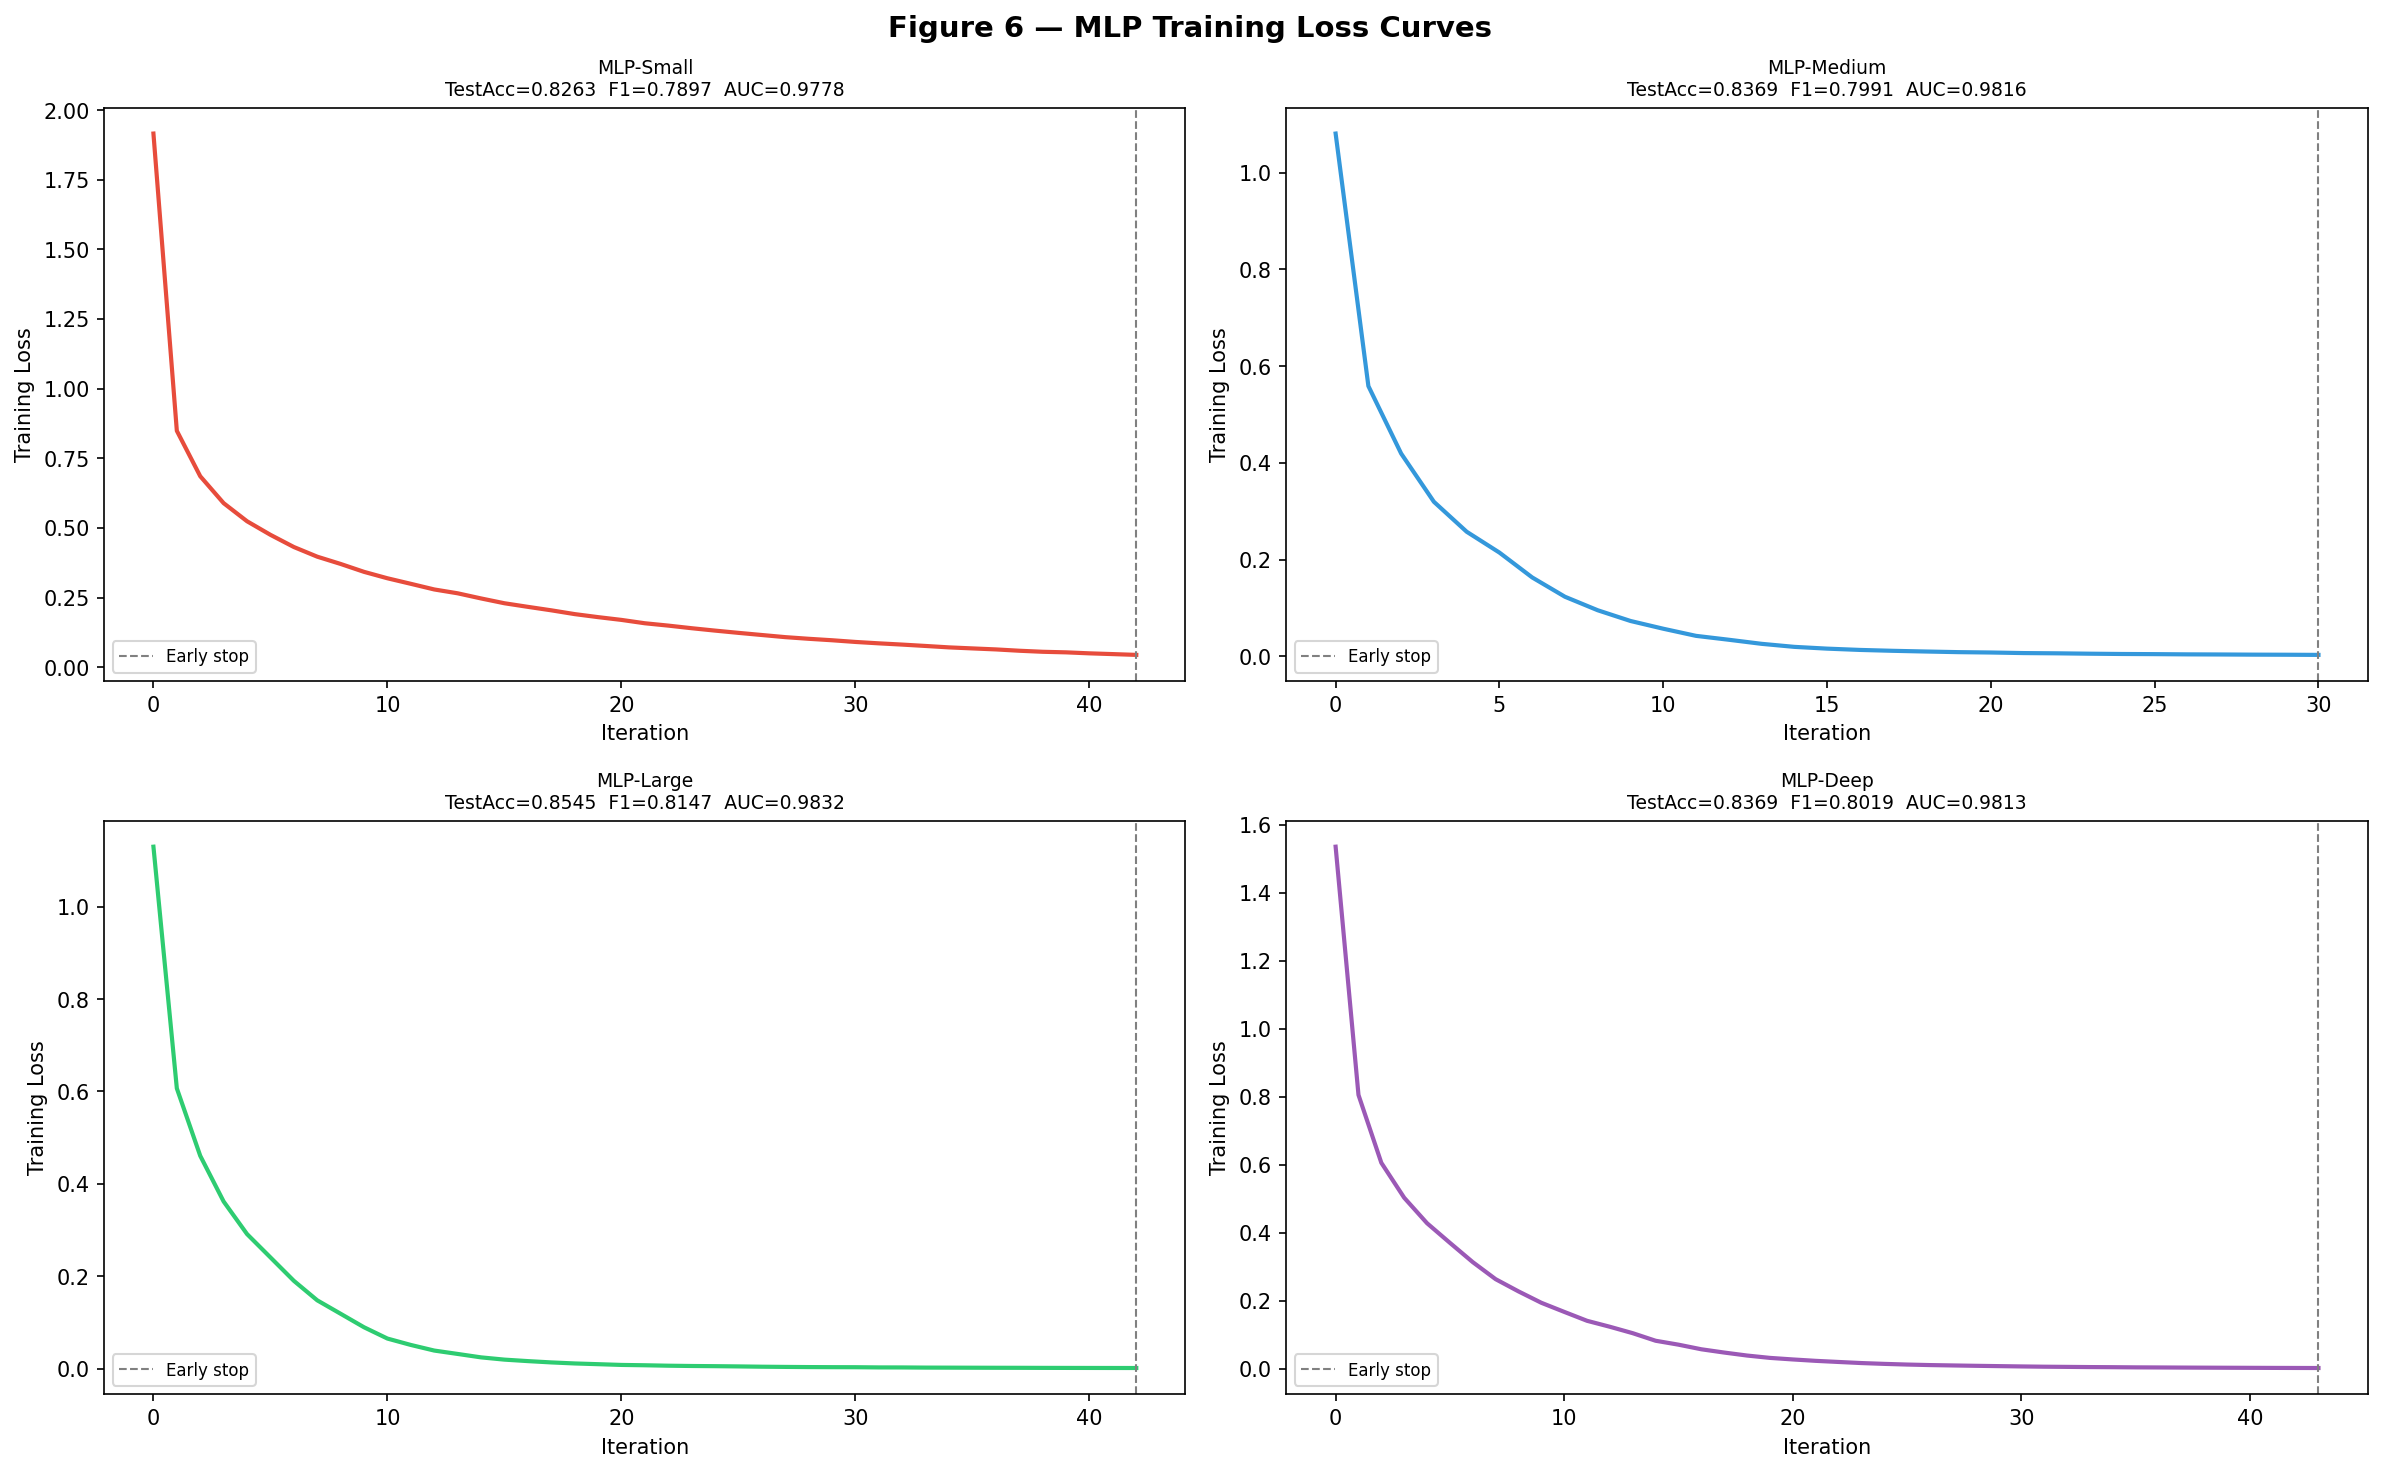 Figure 6 — MLP Training Loss Curves
MLP-Small
TestAcc=0.8263  F1=0.7897  AUC=0.9778
2.00
1.75
1.50
1.25
1.00
0.75
0.50
0.25
0.00
Training Loss
Early stop
0 10 20 30 40
Iteration
MLP-Medium
TestAcc=0.8369  F1=0.7991  AUC=0.9816
1.0
0.8
0.6
0.4
0.2
0.0
Training Loss
Early stop
0 5 10 15 20 25 30
Iteration
MLP-Large
TestAcc=0.8545  F1=0.8147  AUC=0.9832
1.0
0.8
0.6
0.4
0.2
0.0
Training Loss
Early stop
0 10 20 30 40
Iteration
MLP-Deep
TestAcc=0.8369  F1=0.8019  AUC=0.9813
1.6
1.4
1.2
1.0
0.8
0.6
0.4
0.2
0.0
Training Loss
Early stop
0 10 20 30 40
Iteration